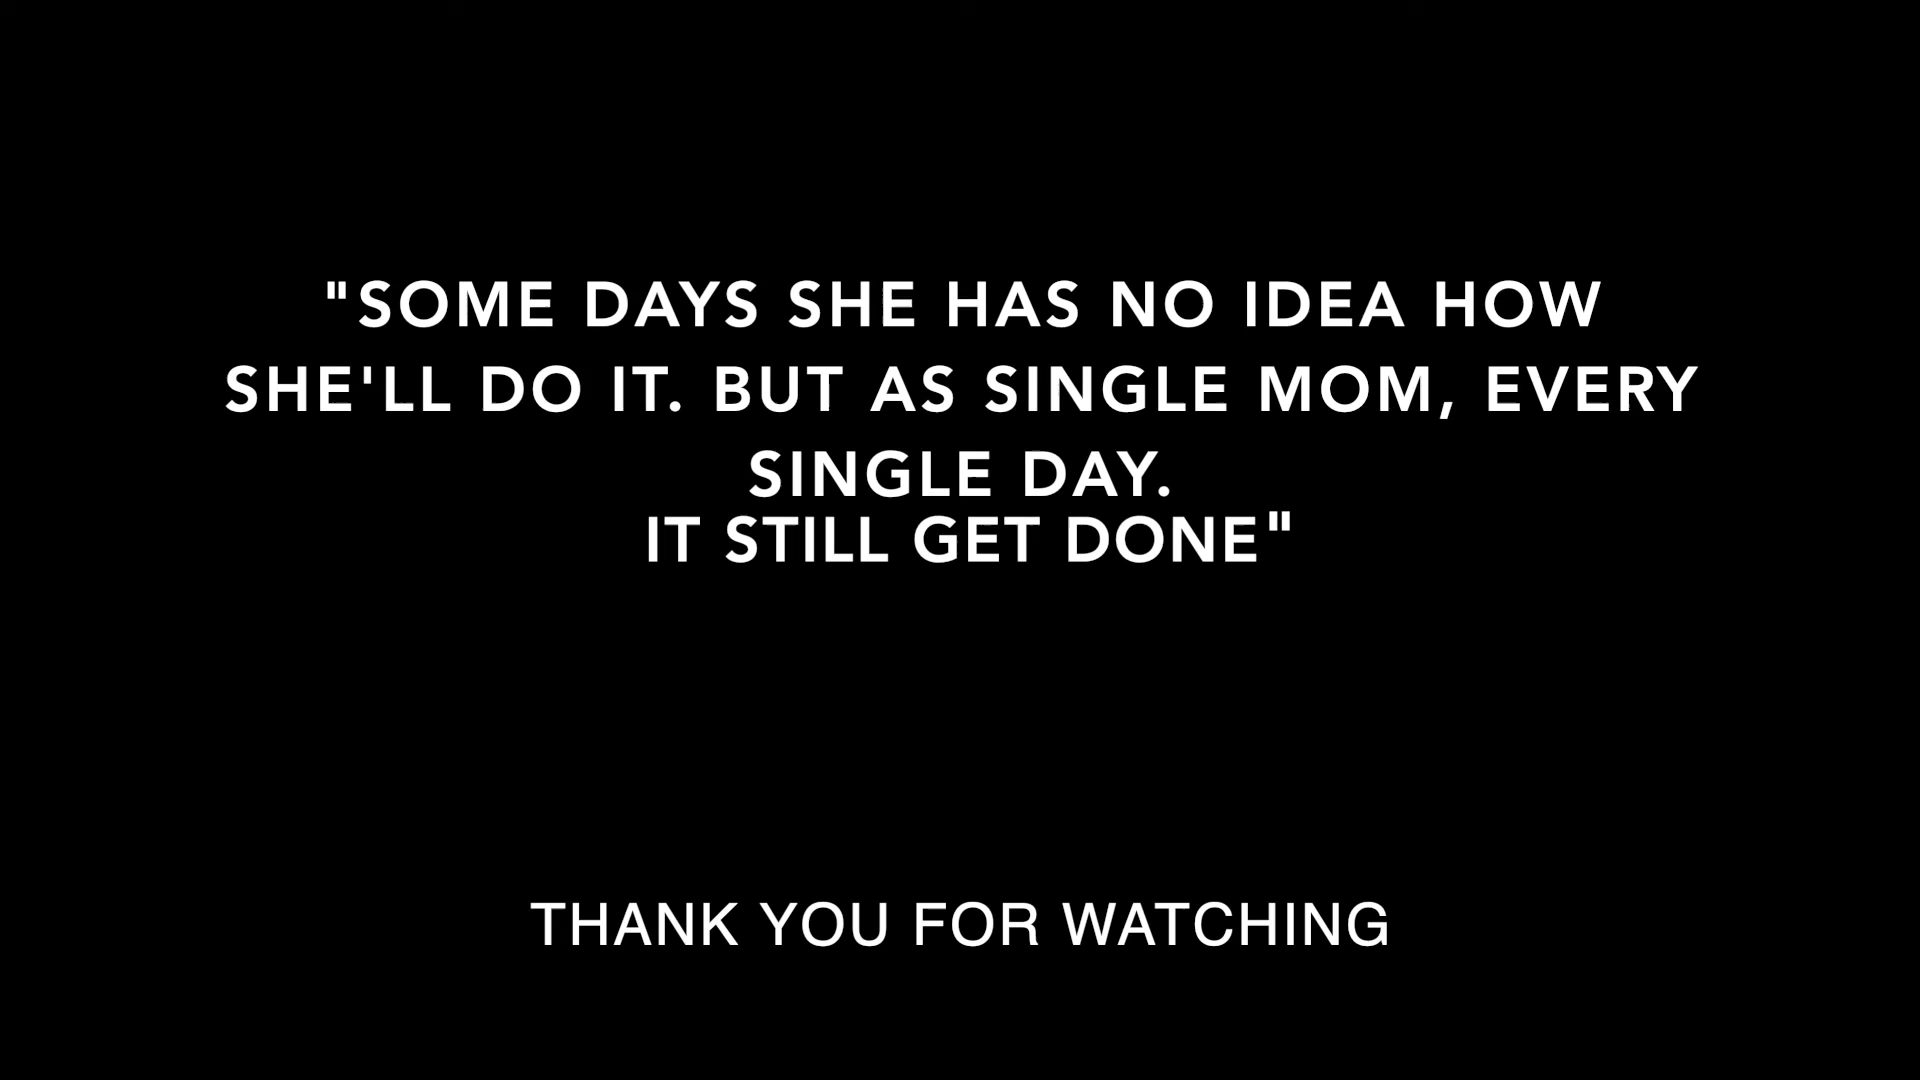 "SOME DAYS SHE HAS NO IDEA HOW
SHE'LL DO IT. BUT AS SINGLE MOM, EVERY
SINGLE DAY.
IT STILL GET DONE"
THANK YOU FOR WATCHING